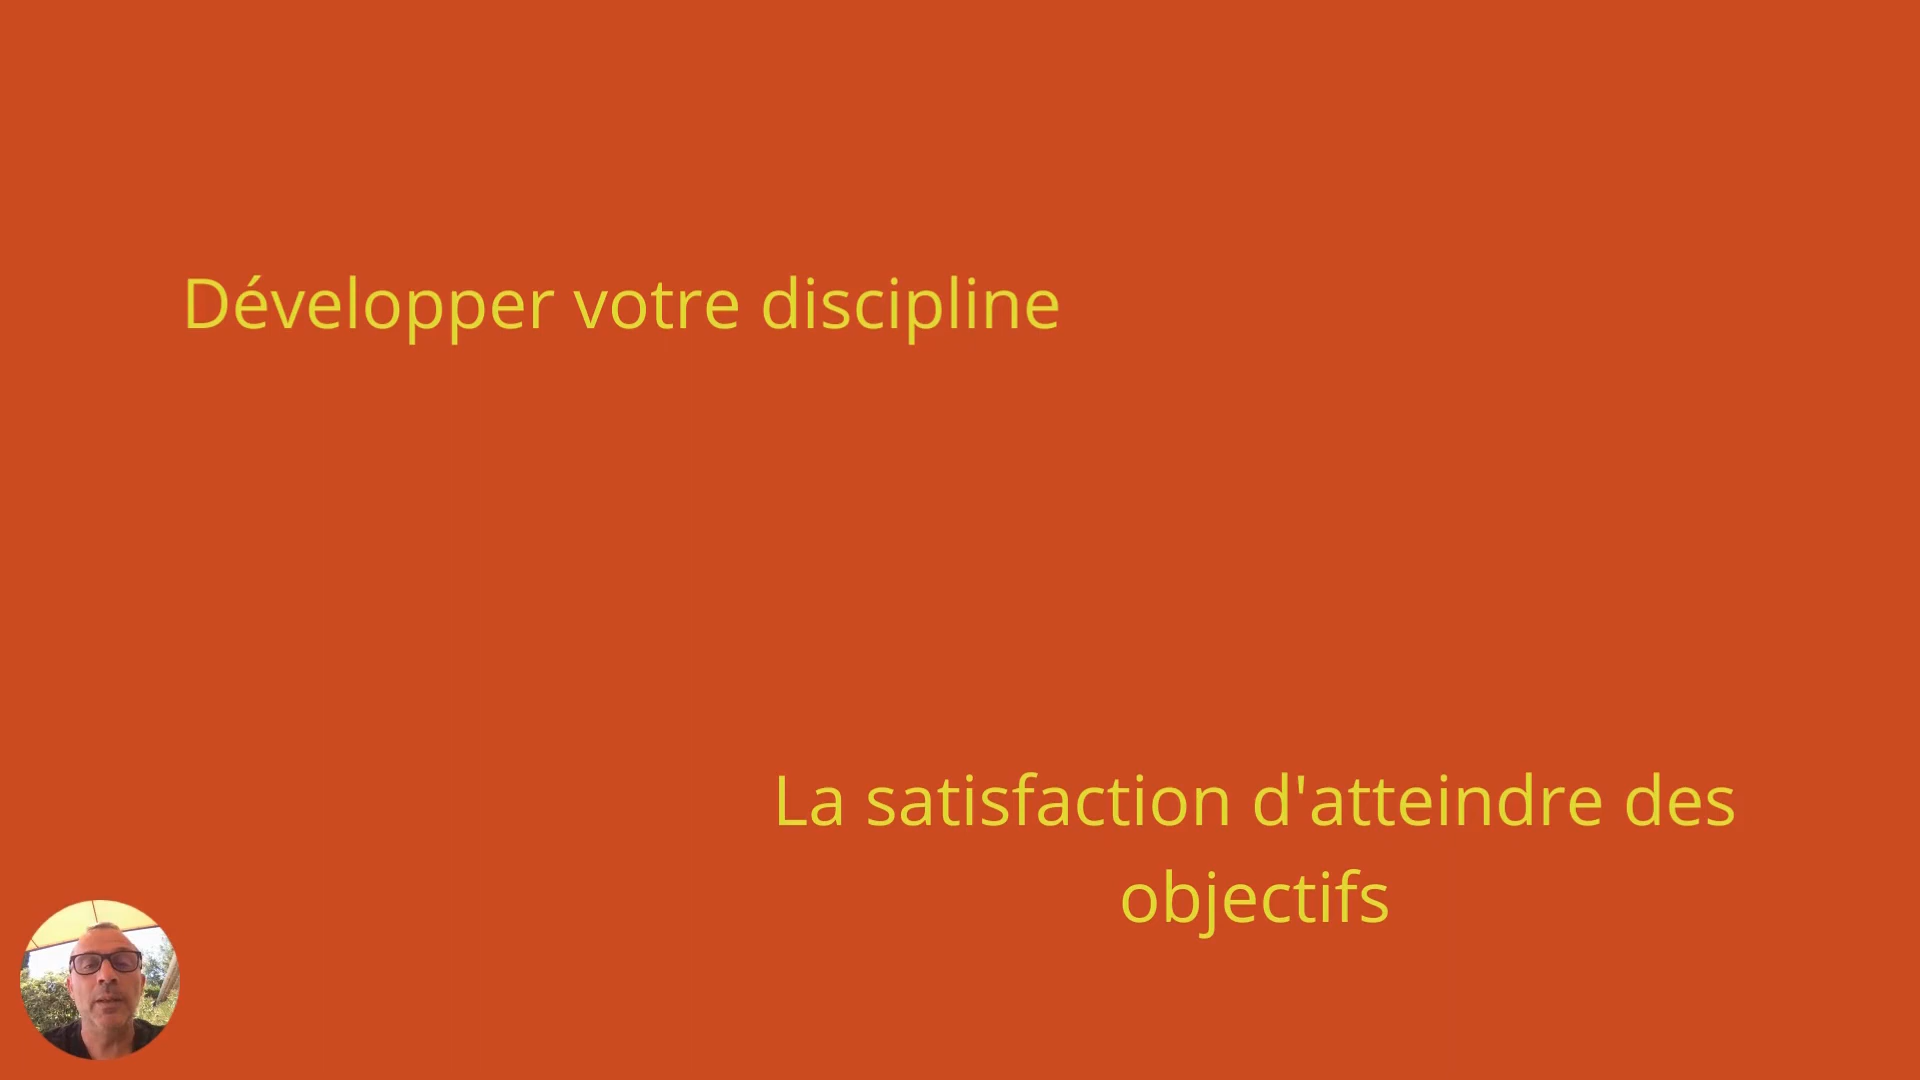 Développer votre discipline
La satisfaction d'atteindre des
objectifs